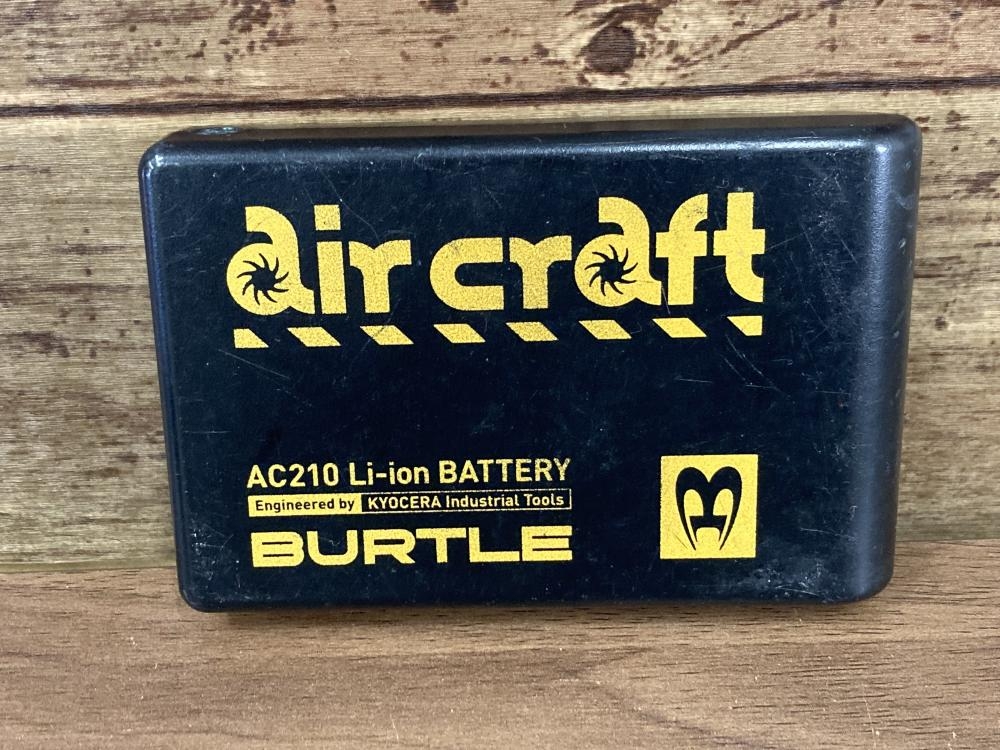 air craft
AC210 Li-ion BATTERY
Engineered by KYOCERA Industrial Tools
BURTLE